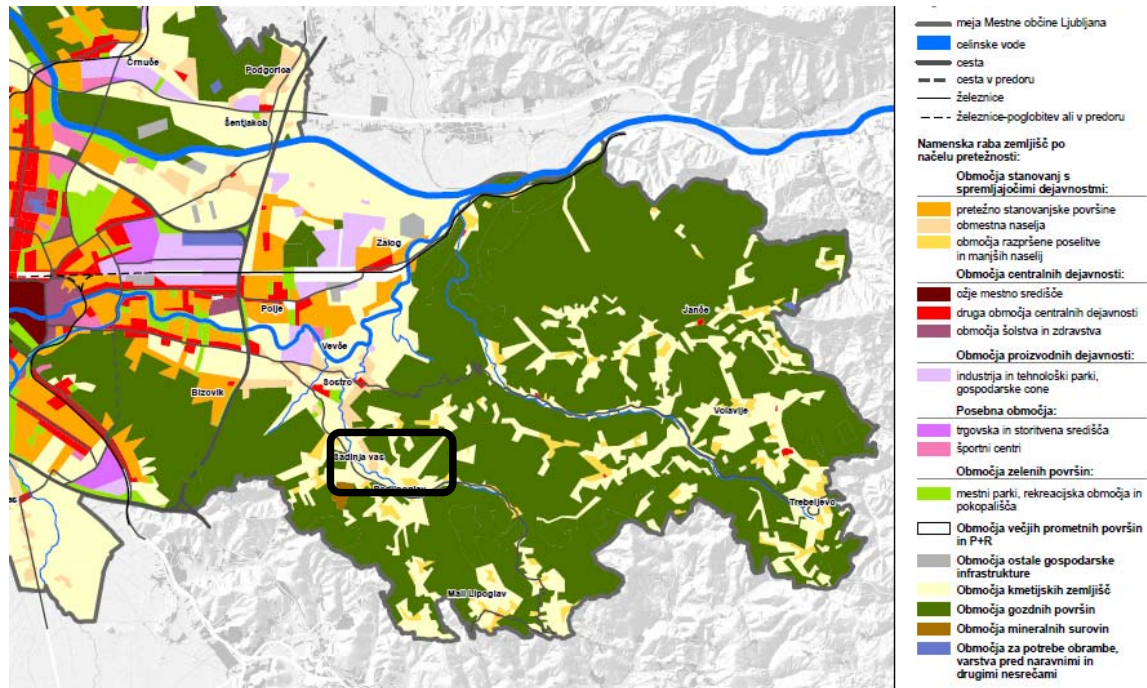 Črnuče
Podgorica
Šentjakob
Zalog
Polje
Janče
Vevče
Sostro
Bizovik
Volavlje
Sadinja vas
Podlipoglav
Trebeljevo
Mali Lipoglav
meja Mestne občine Ljubljana
celinske vode
cesta
cesta v predoru
železnice
železnice-poglobitev ali v predoru
Namenska raba zemljišč po
načelu pretežnosti:
Območja stanovanj s
spremljajočimi dejavnostmi:
pretežno stanovanjske površine
obmestna naselja
območja razpršene poselitve
in manjših naselij
Območja centralnih dejavnosti:
ožje mestno središče
druga območja centralnih dejavnosti
območja šolstva in zdravstva
Območja proizvodnih dejavnosti:
industrija in tehnološki parki,
gospodarske cone
Posebna območja:
trgovska in storitvena središča
športni centri
Območja zelenih površin:
mestni parki, rekreacijska območja in
pokopališča
Območja večjih prometnih površin
in P+R
Območja ostale gospodarske
infrastrukture
Območja kmetijskih zemljišč
Območja gozdnih površin
Območja mineralnih surovin
Območja za potrebe obrambe,
varstva pred naravnimi in
drugimi nesrečami